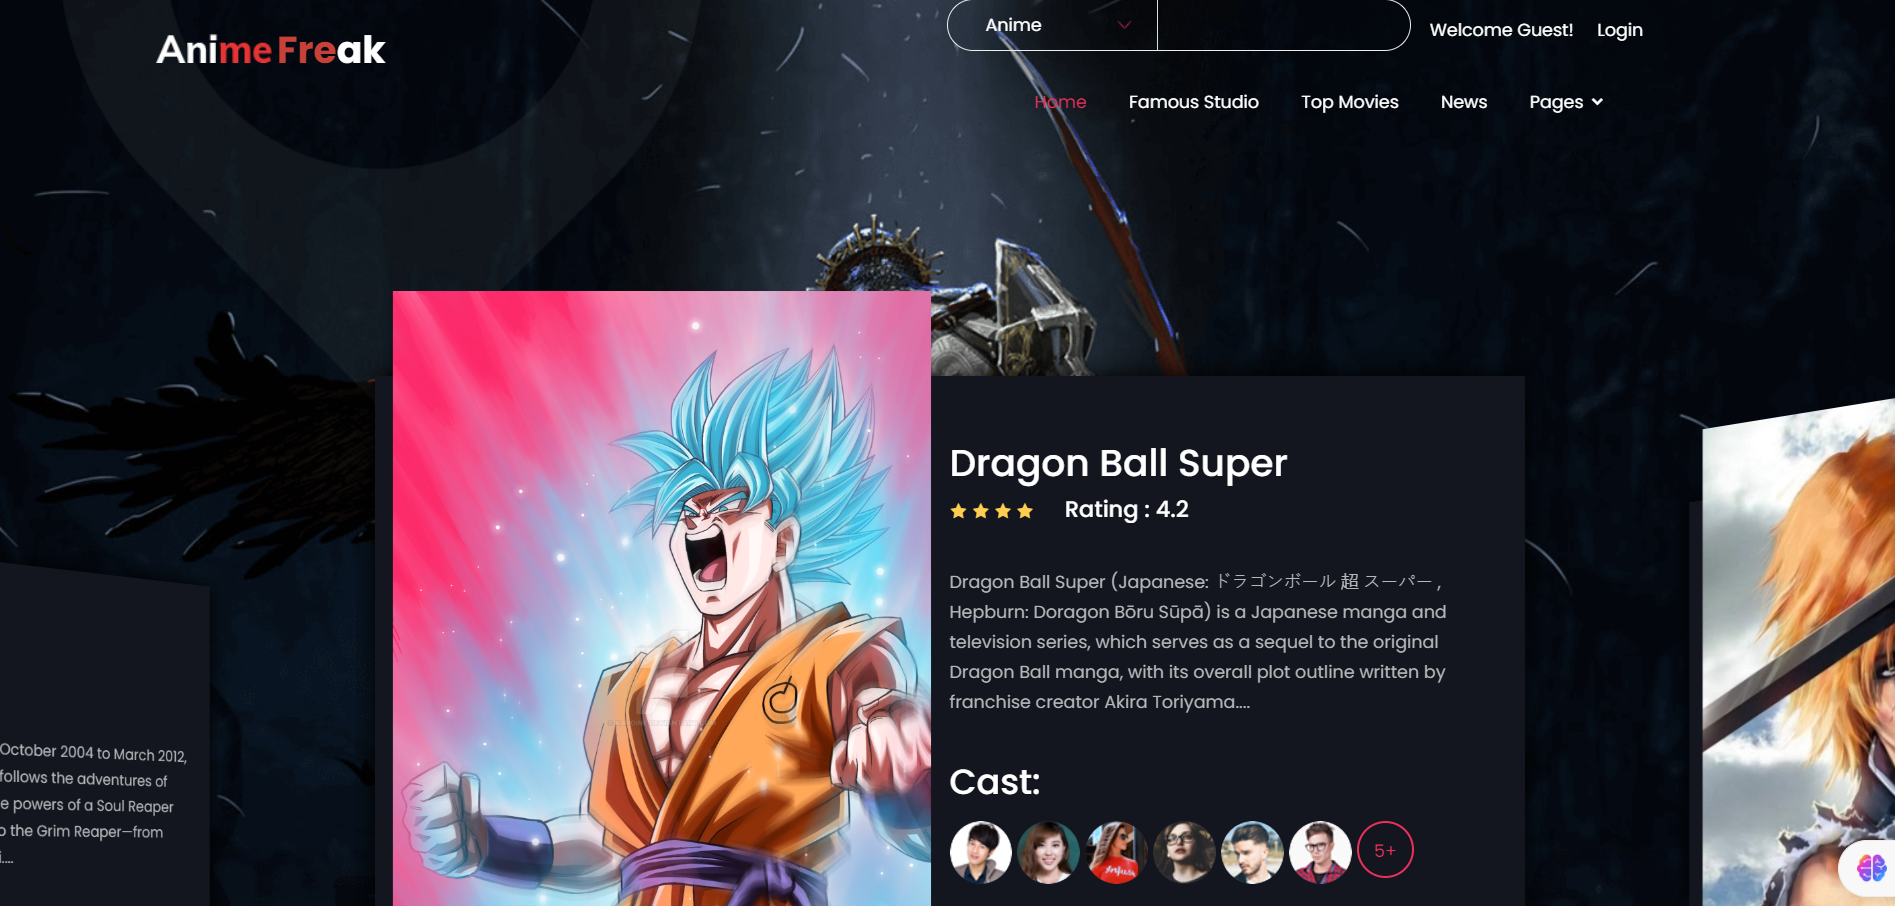 Anime Freak
Anime
Welcome Guest!
Login
Home
Famous Studio
Top Movies
News
Pages
Dragon Ball Super
Rating : 4.2
Dragon Ball Super (Japanese: ドラゴンボール 超 スーパー ,
Hepburn: Doragon Bōru Sūpā) is a Japanese manga and
television series, which serves as a sequel to the original
Dragon Ball manga, with its overall plot outline written by
franchise creator Akira Toriyama....
Cast:
5+
October 2004 to March 2012,
follows the adventures of
e powers of a Soul Reaper
o the Grim Reaper—from
i....